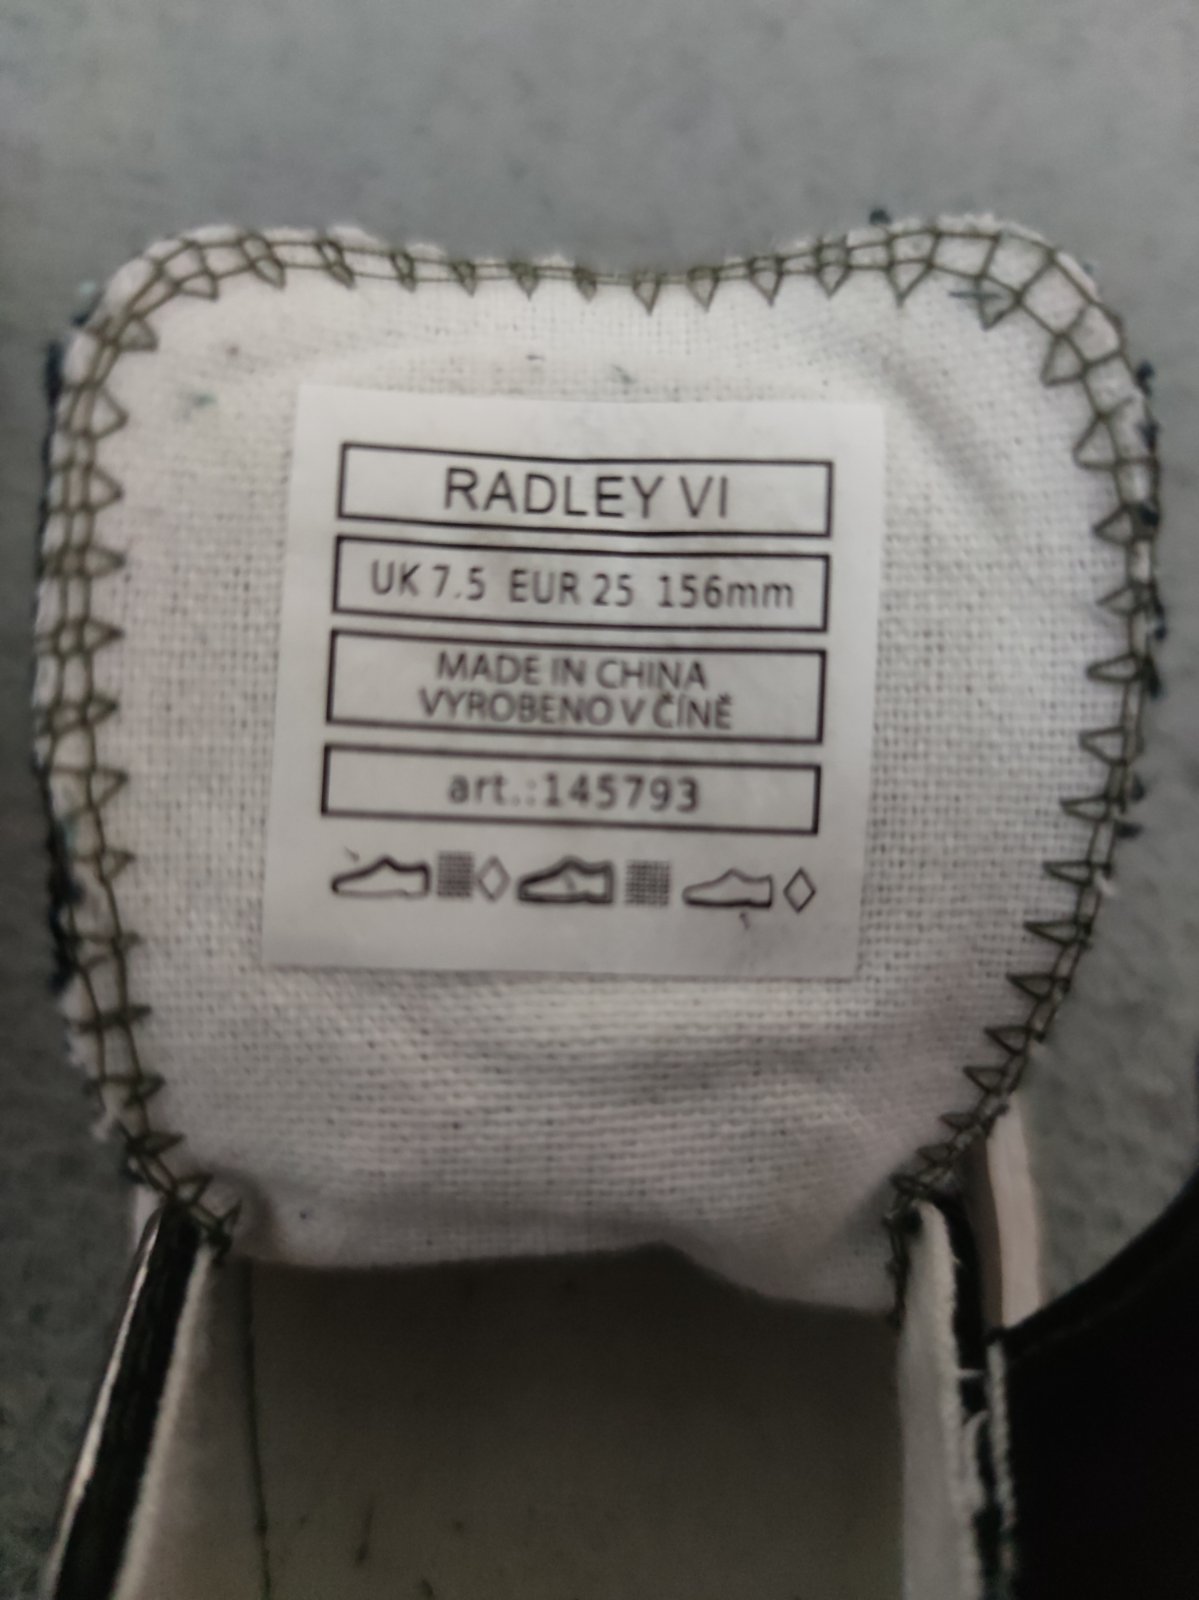 RADLEY VI
UK 7.5 EUR 25 156mm
MADE IN CHINA
VYROBENO V ČÍNĚ
art.:145793